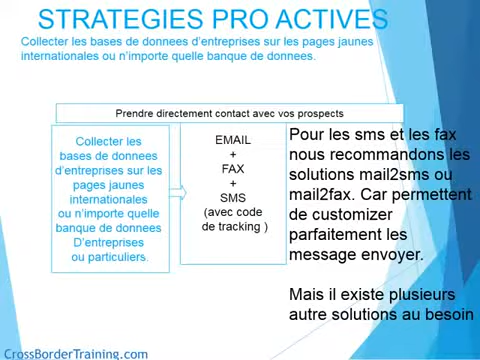 STRATEGIES PRO ACTIVES
Collecter les bases de donnees d’entreprises sur les pages jaunes
internationales ou n’importe quelle banque de donnees.
Prendre directement contact avec vos prospects
Collecter les
bases de donnees
d’entreprises sur les
pages jaunes
internationales
ou n’importe quelle
banque de donnees
D’entreprises
ou particuliers.
EMAIL
+
FAX
+
SMS
(avec code
de tracking )
Pour les sms et les fax
nous recommandons les
solutions mail2sms ou
mail2fax. Car permettent
de customizer
parfaitement les
message envoyer.
Mais il existe plusieurs
autre solutions au besoin
CrossBorderTraining.com